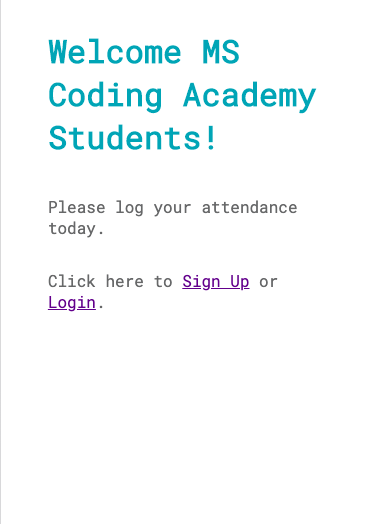 Welcome MS
Coding Academy
Students!
Please log your attendance
today.
Click here to Sign Up or
Login.